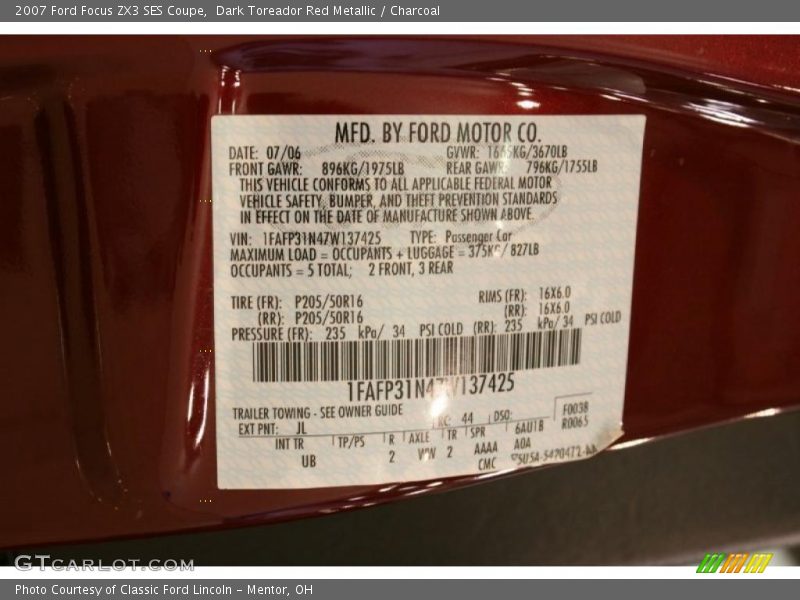 2007 Ford Focus ZX3 SES Coupe, Dark Toreador Red Metallic / Charcoal
MFD. BY FORD MOTOR CO.
DATE: 07/06 GVWR: 1665KG/3670LB
FRONT GAWR: 896KG/1975LB REAR GAWR: 796KG/1755LB
THIS VEHICLE CONFORMS TO ALL APPLICABLE FEDERAL MOTOR
VEHICLE SAFETY, BUMPER, AND THEFT PREVENTION STANDARDS
IN EFFECT ON THE DATE OF MANUFACTURE SHOWN ABOVE.
VIN: 1FAFP31N47W137425 TYPE: Passenger Car
MAXIMUM LOAD = OCCUPANTS + LUGGAGE = 375KG/ 827LB
OCCUPANTS = 5 TOTAL; 2 FRONT, 3 REAR
TIRE (FR): P205/50R16 RIMS (FR): 16X6.0
(RR): P205/50R16 (RR): 16X6.0
PRESSURE (FR): 235 kPa/ 34 PSI COLD (RR): 235 kPa/ 34 PSI COLD
1FAFP31N47W137425
TRAILER TOWING - SEE OWNER GUIDE
EXT PNT: JL RC: 44 DSO: F0038
R0065
INT TR TP/PS R AXLE TR SPR 6AU1B
UB 2 2 AAAA AOA
CMC
GTCARLOT.COM
Photo Courtesy of Classic Ford Lincoln - Mentor, OH